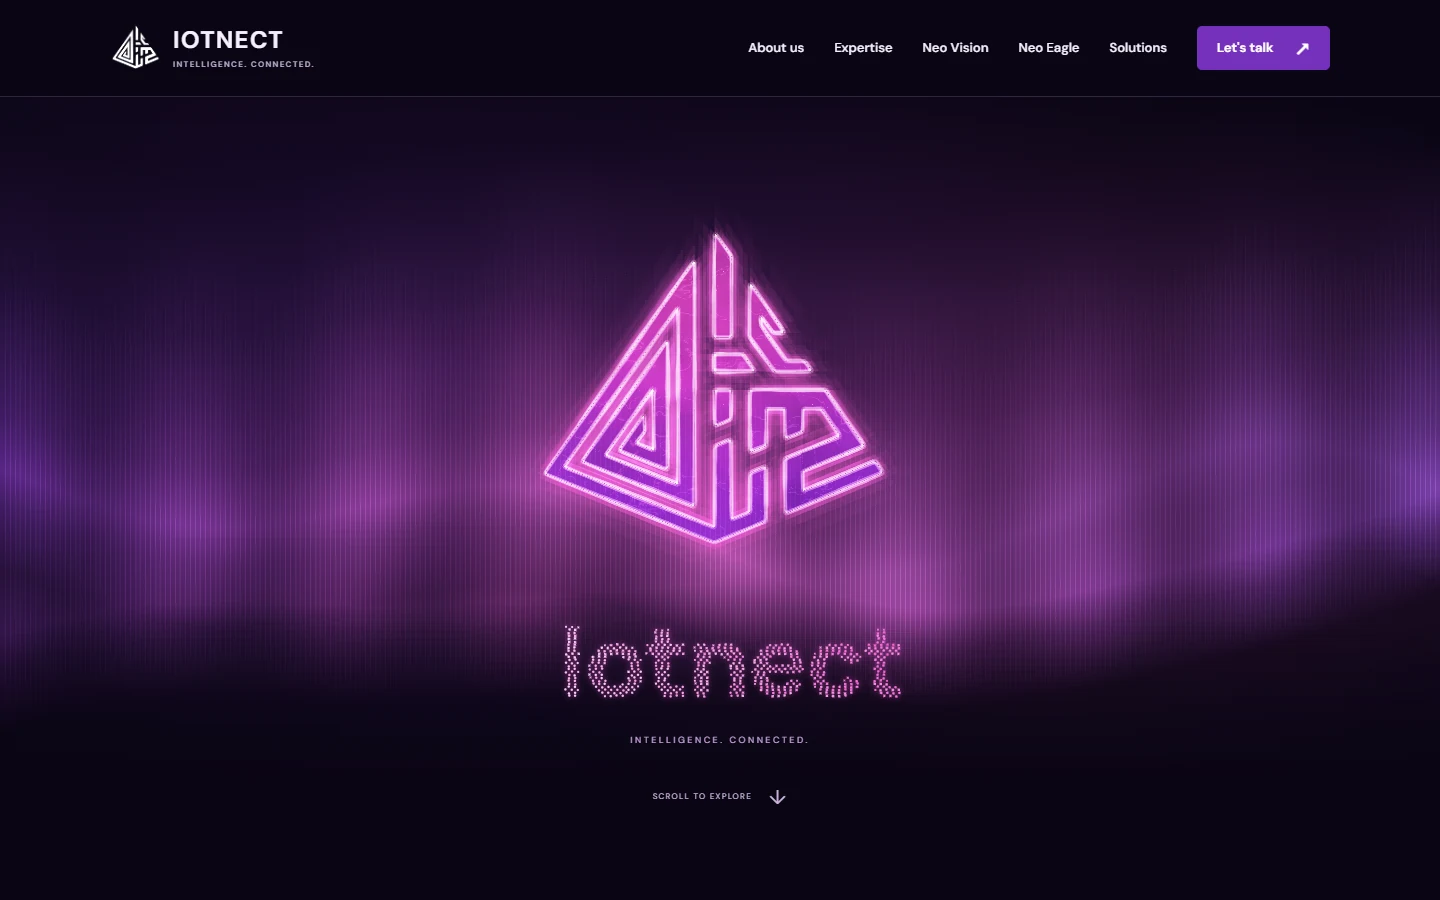 IOTNECT
INTELLIGENCE. CONNECTED.
About us
Expertise
Neo Vision
Neo Eagle
Solutions
Let's talk
Iotnect
INTELLIGENCE. CONNECTED.
SCROLL TO EXPLORE